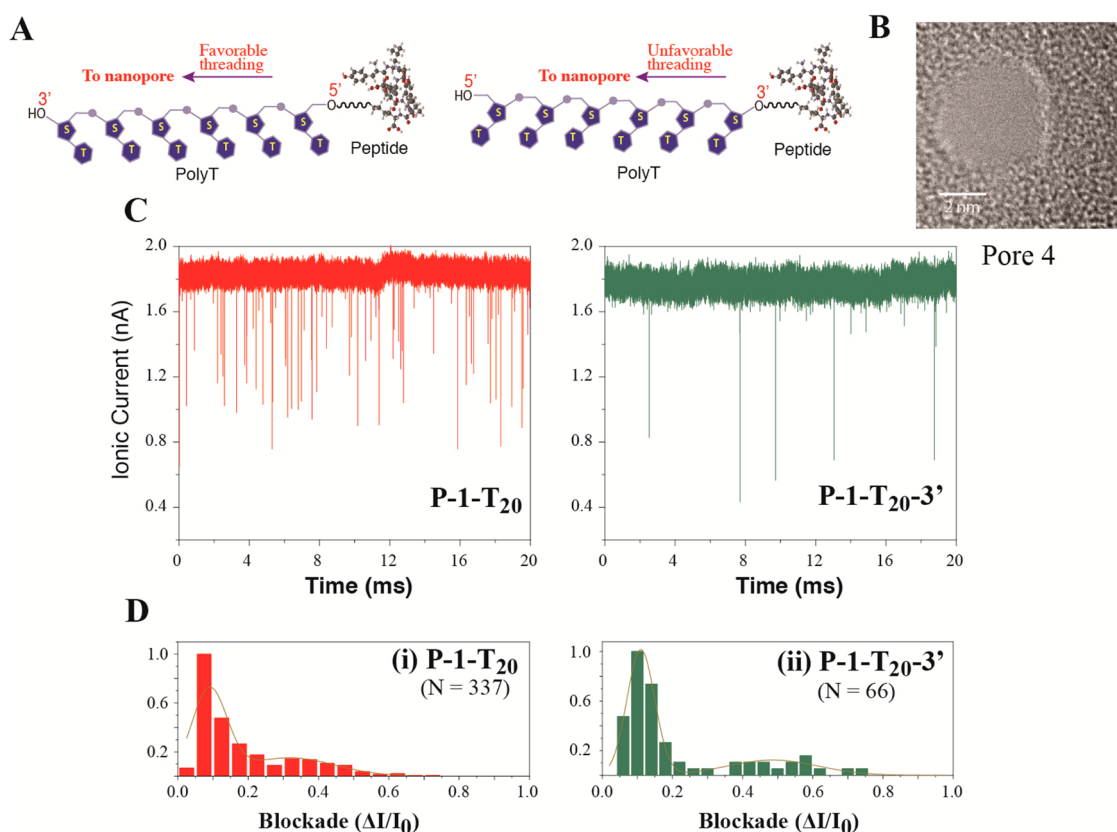 A
B
Favorable
threading
To nanopore
3'
5'
HO
S S S S S S
T T T T T T
PolyT
Peptide
Unfavorable
threading
To nanopore
5'
3'
HO
S S S S S S
T T T T T T
PolyT
Peptide
2 nm
Pore 4
C
Ionic Current (nA)
2.0
1.6
1.2
0.8
0.4
P-1-T20
0 4 8 12 16 20
Time (ms)
2.0
1.6
1.2
0.8
0.4
P-1-T20-3’
0 4 8 12 16 20
Time (ms)
D
(i) P-1-T20
(N = 337)
1.0
0.6
0.2
0.0 0.2 0.4 0.6 0.8 1.0
Blockade (ΔI/I0)
(ii) P-1-T20-3’
(N = 66)
1.0
0.6
0.2
0.0 0.2 0.4 0.6 0.8 1.0
Blockade (ΔI/I0)